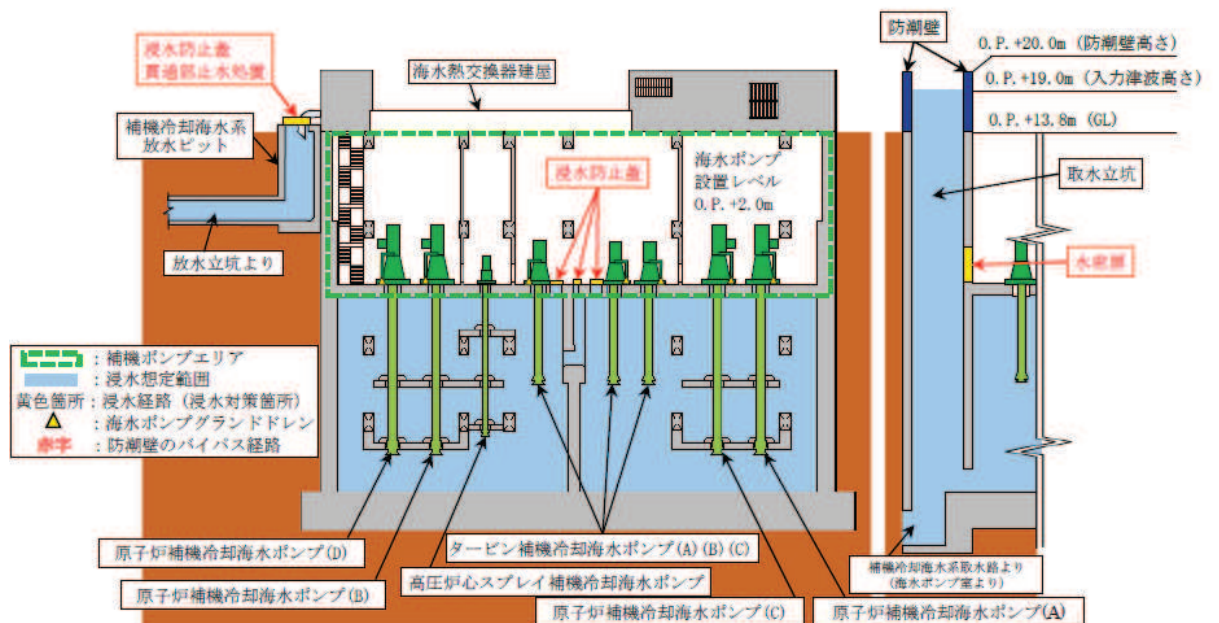 防潮壁
O.P.+20.0m (防潮壁高さ)
浸水防止蓋
貫通部止水処置
海水熱交換器建屋
O.P.+19.0m (入力津波高さ)
補機冷却海水系
放水ピット
O.P.+13.8m (GL)
海水ポンプ
設置レベル
O.P.+2.0m
浸水防止蓋
取水立坑
放水立坑より
水密扉
:補機ポンプエリア
:浸水想定範囲
黄色箇所:浸水経路 (浸水対策箇所)
:海水ポンプグランドドレン
赤字 :防潮壁のバイパス経路
原子炉補機冷却海水ポンプ(D)
タービン補機冷却海水ポンプ(A)(B)(C)
補機冷却海水系取水路より
(海水ポンプ室より)
原子炉補機冷却海水ポンプ(B)
高圧炉心スプレイ補機冷却海水ポンプ
原子炉補機冷却海水ポンプ(C)
原子炉補機冷却海水ポンプ(A)